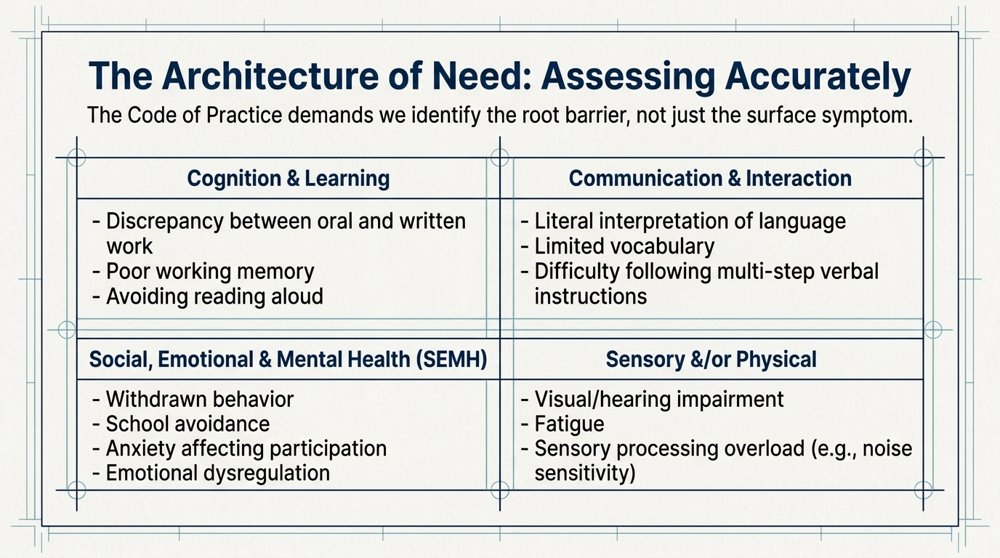 The Architecture of Need: Assessing Accurately
The Code of Practice demands we identify the root barrier, not just the surface symptom.
Cognition & Learning
- Discrepancy between oral and written
work
- Poor working memory
- Avoiding reading aloud
Communication & Interaction
- Literal interpretation of language
- Limited vocabulary
- Difficulty following multi-step verbal
instructions
Social, Emotional & Mental Health (SEMH)
- Withdrawn behavior
- School avoidance
- Anxiety affecting participation
- Emotional dysregulation
Sensory &/or Physical
- Visual/hearing impairment
- Fatigue
- Sensory processing overload (e.g., noise
sensitivity)